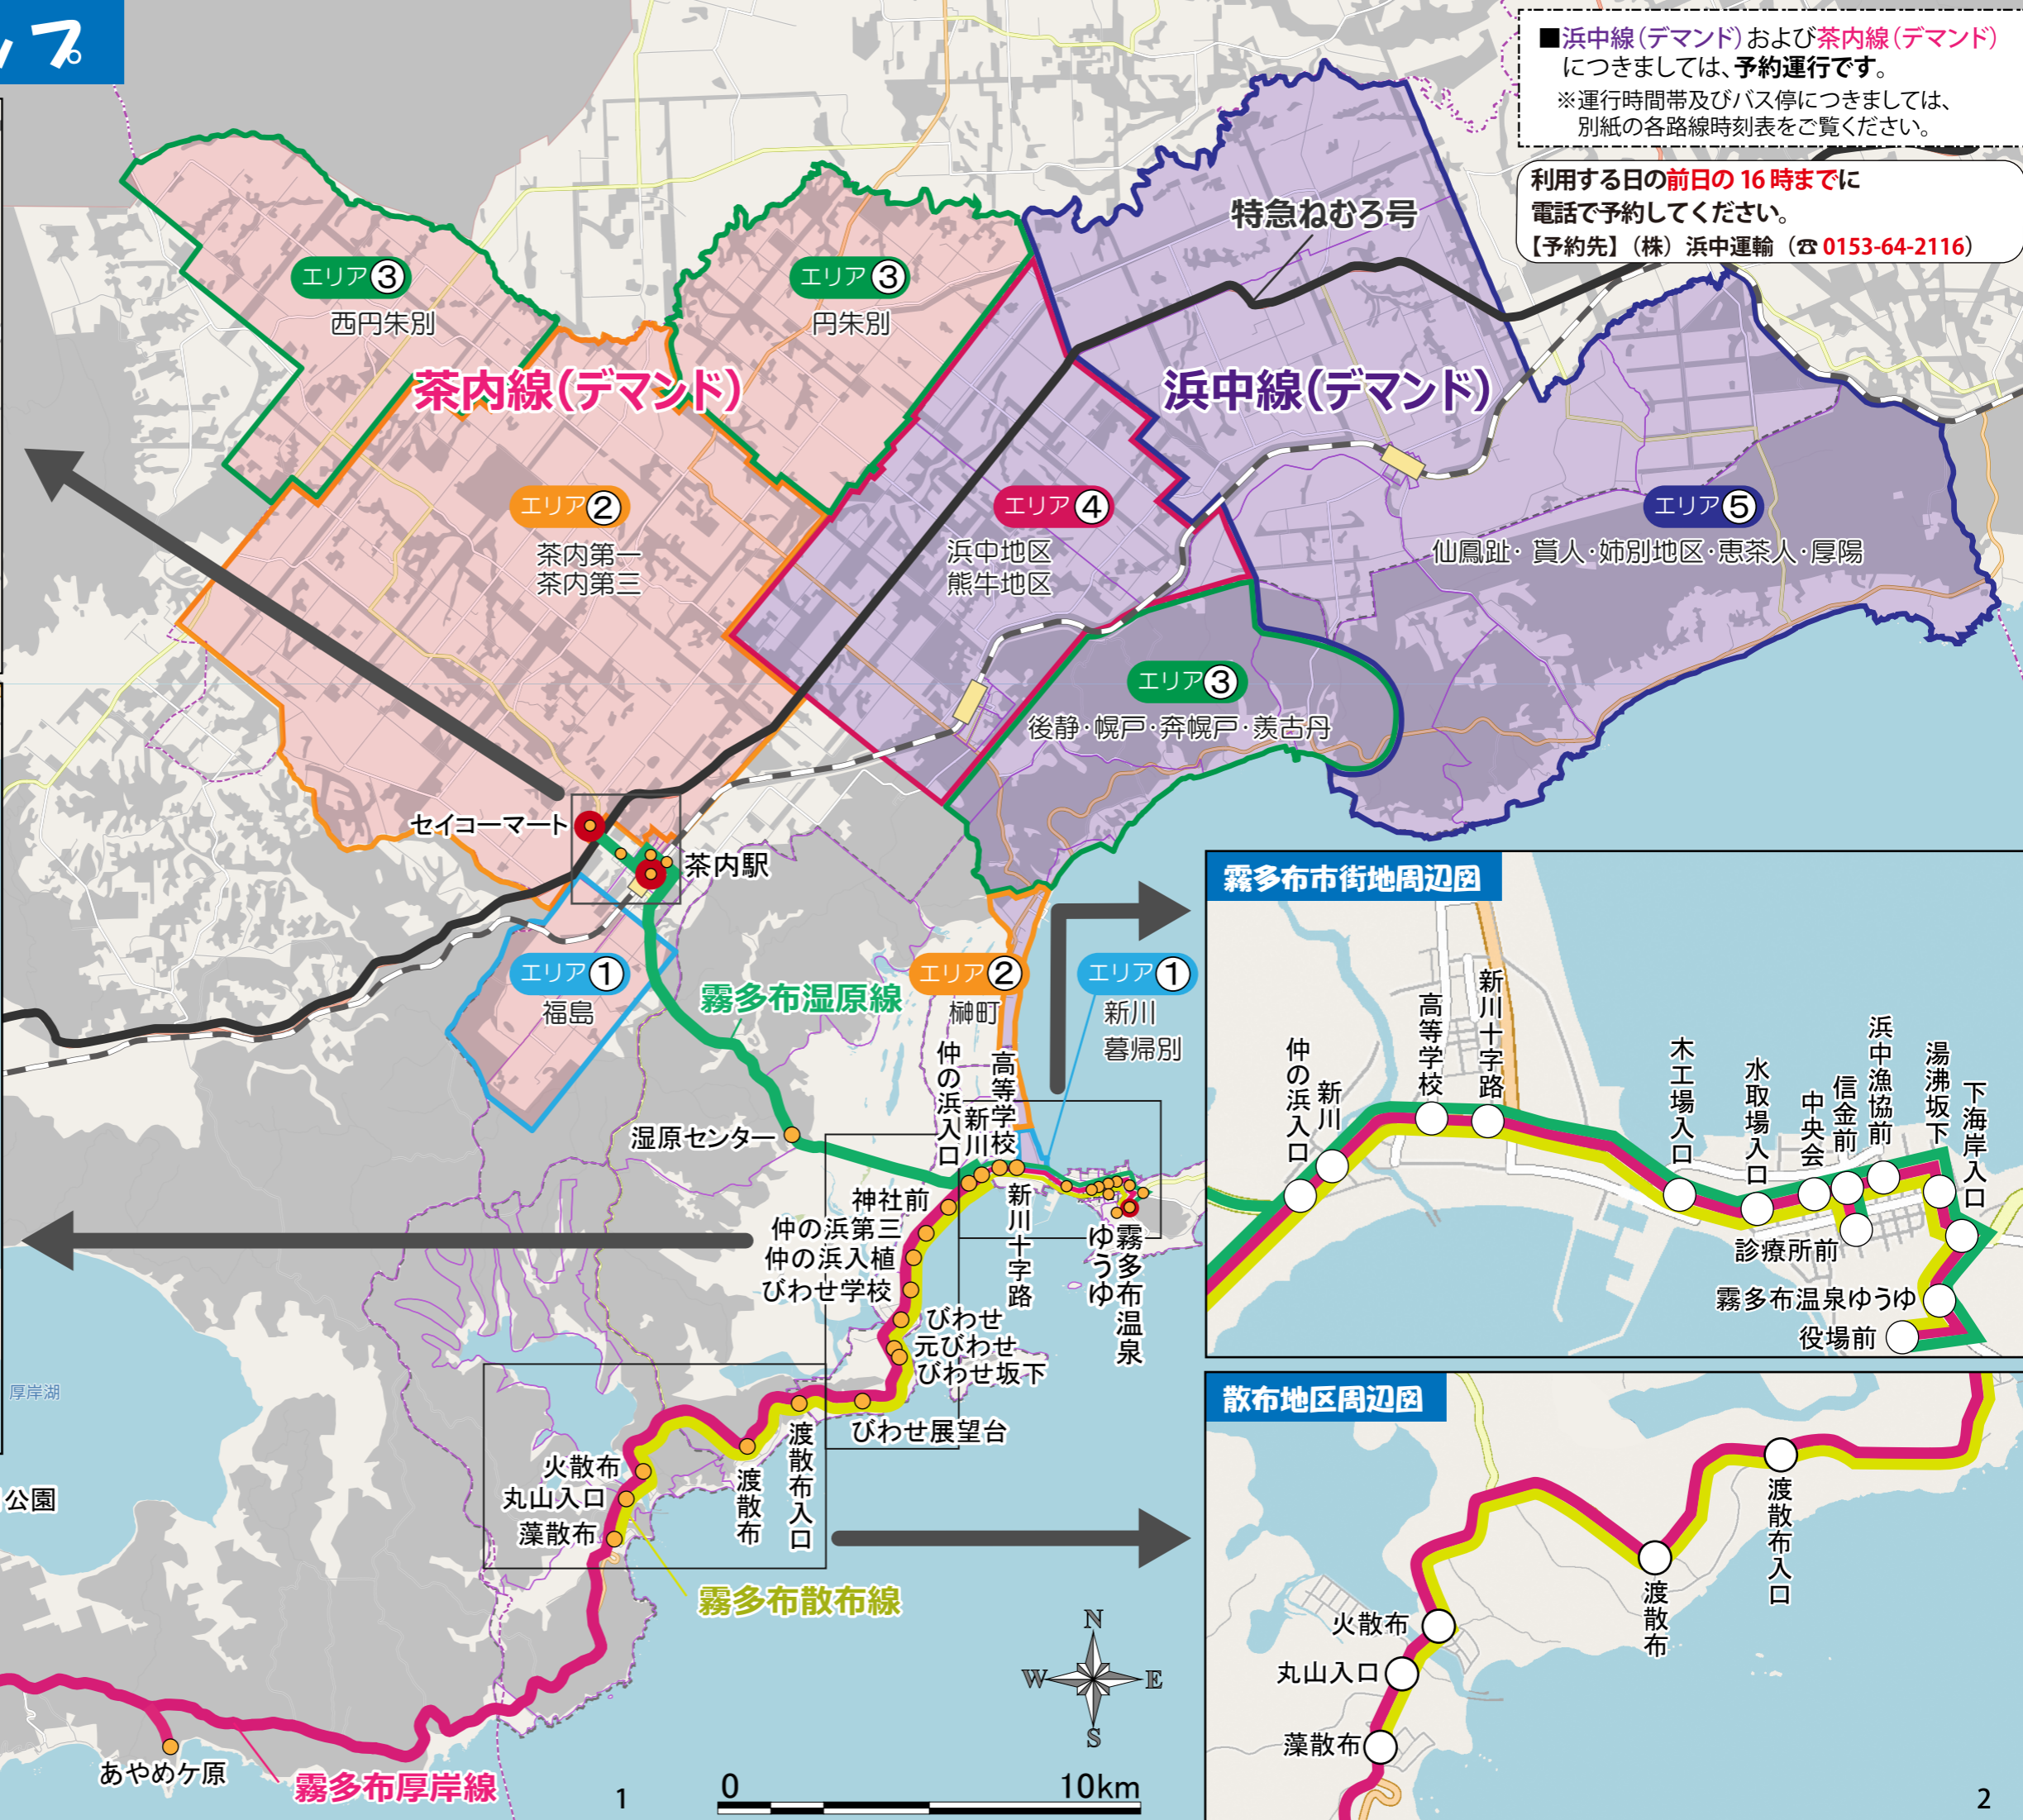 ップ
■浜中線（デマンド）および茶内線（デマンド）
につきましては、予約運行です。
※運行時間帯及びバス停につきましては、
別紙の各路線時刻表をご覧ください。
利用する日の前日の 16 時までに
電話で予約してください。
【予約先】（株）浜中運輸（☎ 0153-64-2116）
特急ねむろ号
エリア③
西円朱別
エリア③
円朱別
茶内線（デマンド）
浜中線（デマンド）
エリア②
茶内第一
茶内第三
エリア④
浜中地区
熊牛地区
エリア⑤
仙鳳趾・貰人・姉別地区・恵茶人・厚陽
エリア③
後静・幌戸・奔幌戸・羨古丹
セイコーマート
茶内駅
エリア①
福島
霧多布湿原線
エリア②
榊町
エリア①
新川
暮帰別
湿原センター
仲の浜入口
新川
高等学校
新川十字路
神社前
仲の浜第三
仲の浜入植
びわせ学校
びわせ
元びわせ
びわせ坂下
びわせ展望台
霧多布温泉
ゆうゆ
渡散布入口
渡散布
火散布
丸山入口
藻散布
霧多布散布線
厚岸湖
公園
あやめケ原
霧多布厚岸線
N
W
E
S
0
10km
1
霧多布市街地周辺図
仲の浜入口
新川
高等学校
新川十字路
木工場入口
水取場入口
中央会
信金前
浜中漁協前
湯沸坂下
下海岸入口
診療所前
霧多布温泉ゆうゆ
役場前
散布地区周辺図
渡散布入口
渡散布
火散布
丸山入口
藻散布
2